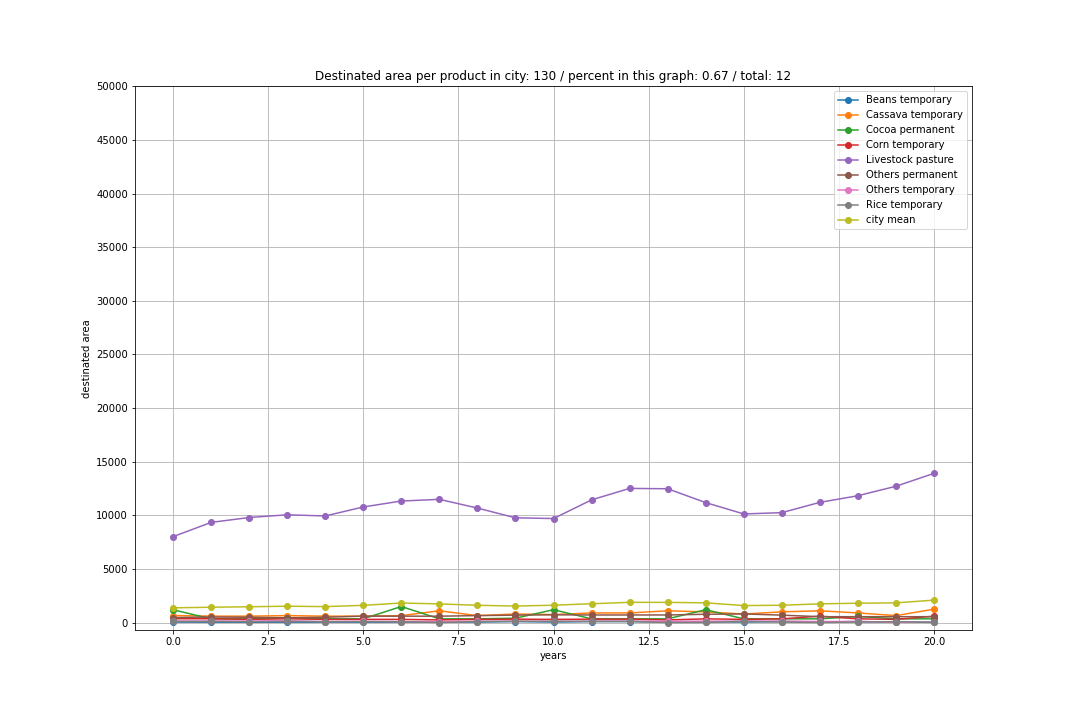 Destinated area per product in city: 130 / percent in this graph: 0.67 / total: 12
50000
45000
40000
35000
30000
25000
20000
15000
10000
5000
0
destinated area
Beans temporary
Cassava temporary
Cocoa permanent
Corn temporary
Livestock pasture
Others permanent
Others temporary
Rice temporary
city mean
0.0 2.5 5.0 7.5 10.0 12.5 15.0 17.5 20.0
years